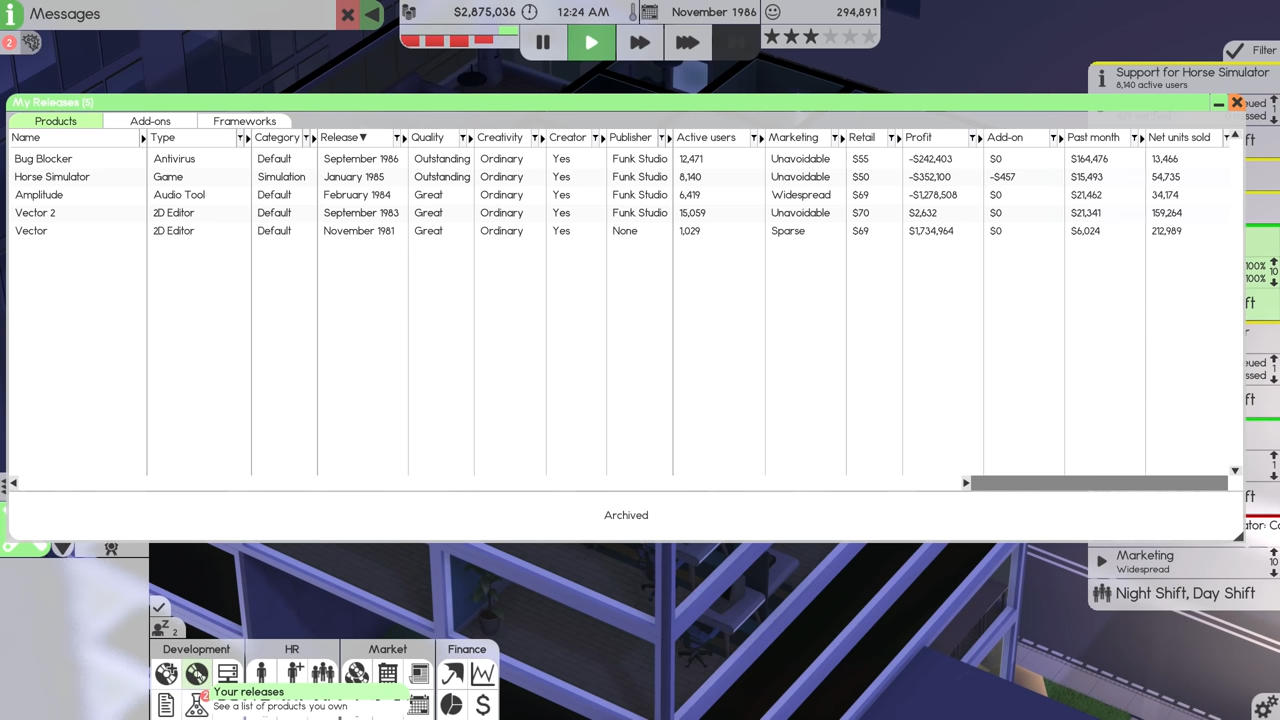 Messages
$2,875,036 12:24 AM November 1986 294,891
2
Filter
Support for Horse Simulator
8,140 active users
My Releases (5)
Products Add-ons Frameworks
Name Type Category Release▼ Quality Creativity Creator Publisher Active users Marketing Retail Profit Add-on Past month Net units sold
Bug Blocker Antivirus Default September 1986 Outstanding Ordinary Yes Funk Studio 12,471 Unavoidable $55 -$242,403 $0 $164,476 13,466
Horse Simulator Game Simulation January 1985 Outstanding Ordinary Yes Funk Studio 8,140 Unavoidable $50 -$352,100 -$457 $15,493 54,735
Amplitude Audio Tool Default February 1984 Great Ordinary Yes Funk Studio 6,419 Widespread $69 -$1,278,508 $0 $21,462 34,174
Vector 2 2D Editor Default September 1983 Great Ordinary Yes Funk Studio 15,059 Unavoidable $70 $2,632 $0 $21,341 159,264
Vector 2D Editor Default November 1981 Great Ordinary Yes None 1,029 Sparse $69 $1,734,964 $0 $6,024 212,989
100% 10
100%
Archived
Marketing
Widespread
10
Night Shift, Day Shift
Z 2
Development HR Market Finance
2
Your releases
See a list of products you own